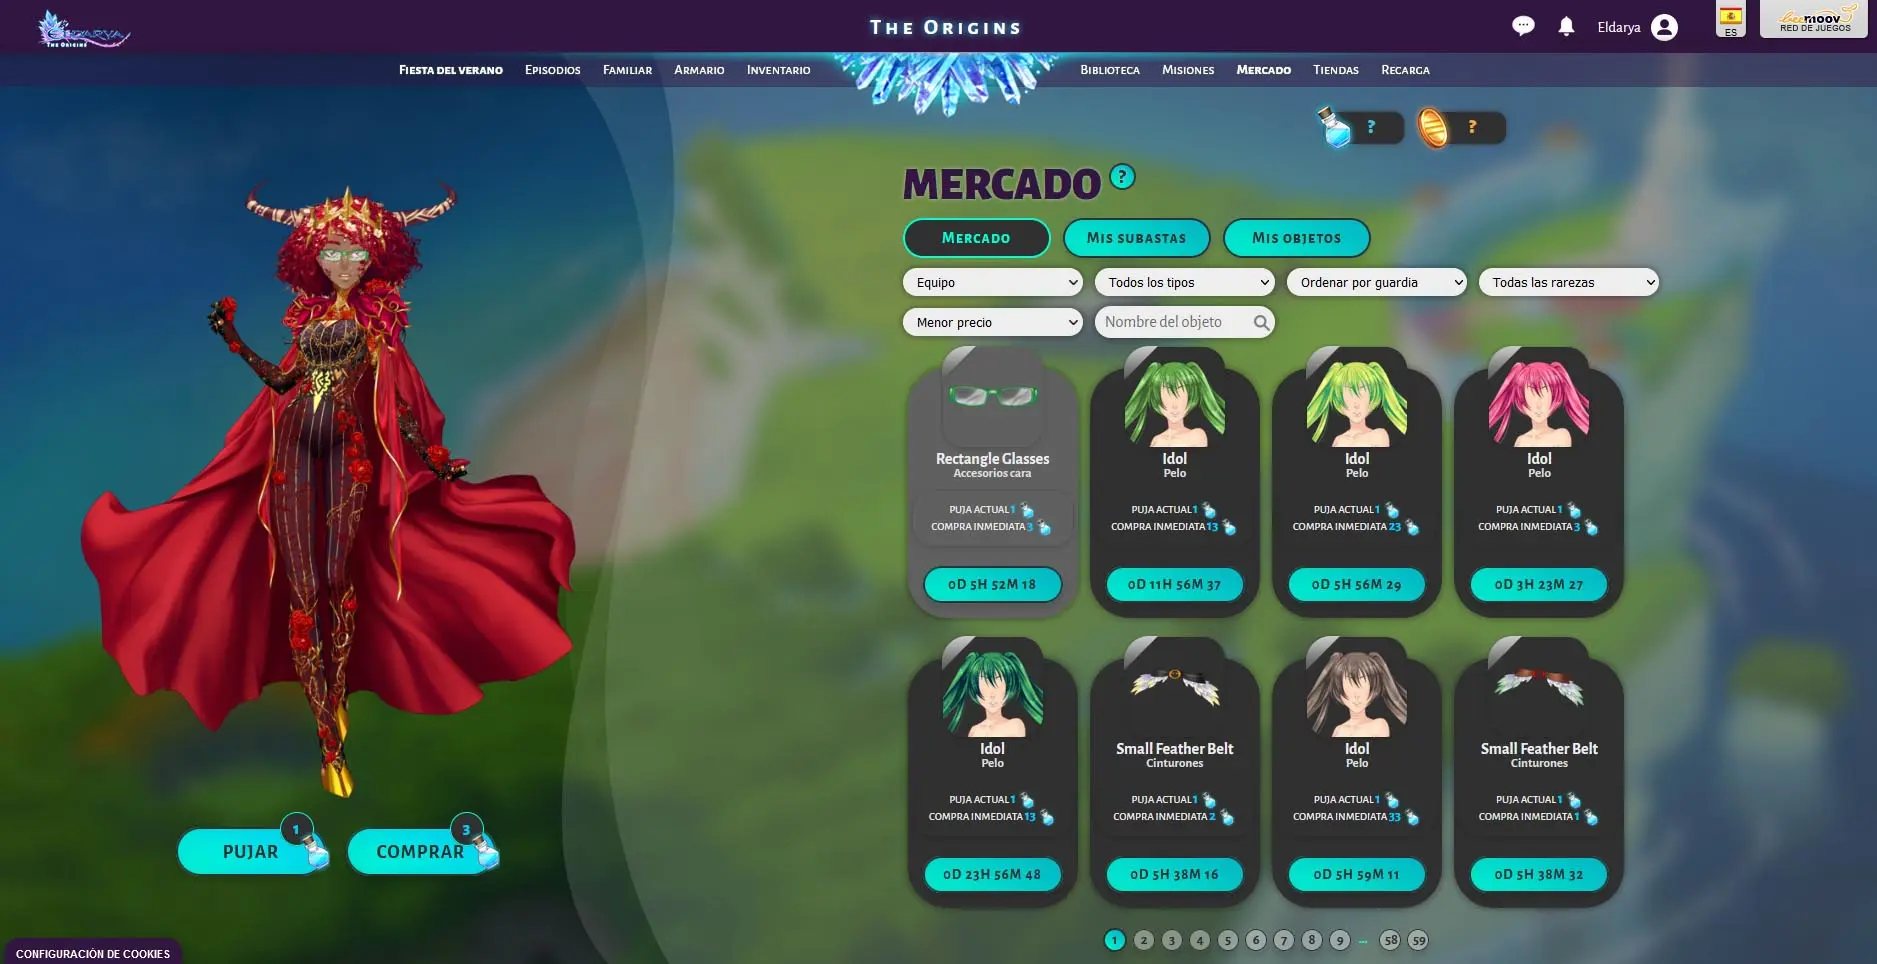 ELDARYA
THE ORIGINS
The Origins
Eldarya
ES
beemoov
RED DE JUEGOS
Fiesta del verano
Episodios
Familiar
Armario
Inventario
Biblioteca
Misiones
Mercado
Tiendas
Recarga
?
?
MERCADO ?
Mercado
Mis subastas
Mis objetos
Equipo
Todos los tipos
Ordenar por guardia
Todas las rarezas
Menor precio
Nombre del objeto
Rectangle Glasses
Accesorios cara
PUJA ACTUAL 1
COMPRA INMEDIATA 3
0D 5H 52M 18
Idol
Pelo
PUJA ACTUAL 1
COMPRA INMEDIATA 13
0D 11H 56M 37
Idol
Pelo
PUJA ACTUAL 1
COMPRA INMEDIATA 23
0D 5H 56M 29
Idol
Pelo
PUJA ACTUAL 1
COMPRA INMEDIATA 3
0D 3H 23M 27
Idol
Pelo
PUJA ACTUAL 1
COMPRA INMEDIATA 13
0D 23H 56M 48
Small Feather Belt
Cinturones
PUJA ACTUAL 1
COMPRA INMEDIATA 2
0D 5H 38M 16
Idol
Pelo
PUJA ACTUAL 1
COMPRA INMEDIATA 33
0D 5H 59M 11
Small Feather Belt
Cinturones
PUJA ACTUAL 1
COMPRA INMEDIATA 1
0D 5H 38M 32
1
PUJAR
3
COMPRAR
1 2 3 4 5 6 7 8 9 ... 58 59
CONFIGURACIÓN DE COOKIES